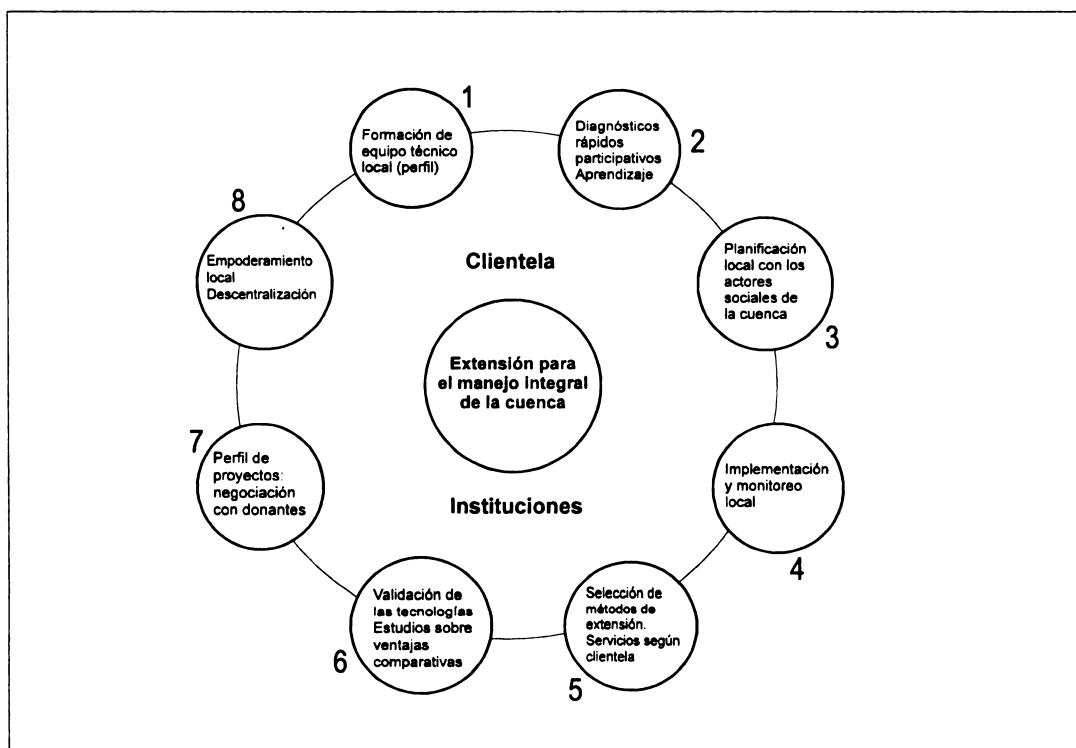 1
Formación de
equipo técnico
local (perfil)
2
Diagnósticos
rápidos
participativos
Aprendizaje
3
Planificación
local con los
actores
sociales de
la cuenca
4
Implementación
y monitoreo
local
5
Selección de
métodos de
extensión.
Servicios según
clientela
6
Validación de
las tecnologías
Estudios sobre
ventajas
comparativas
7
Perfil de
proyectos:
negociación
con donantes
8
Empoderamiento
local
Descentralización
Clientela
Extensión para
el manejo integral
de la cuenca
Instituciones